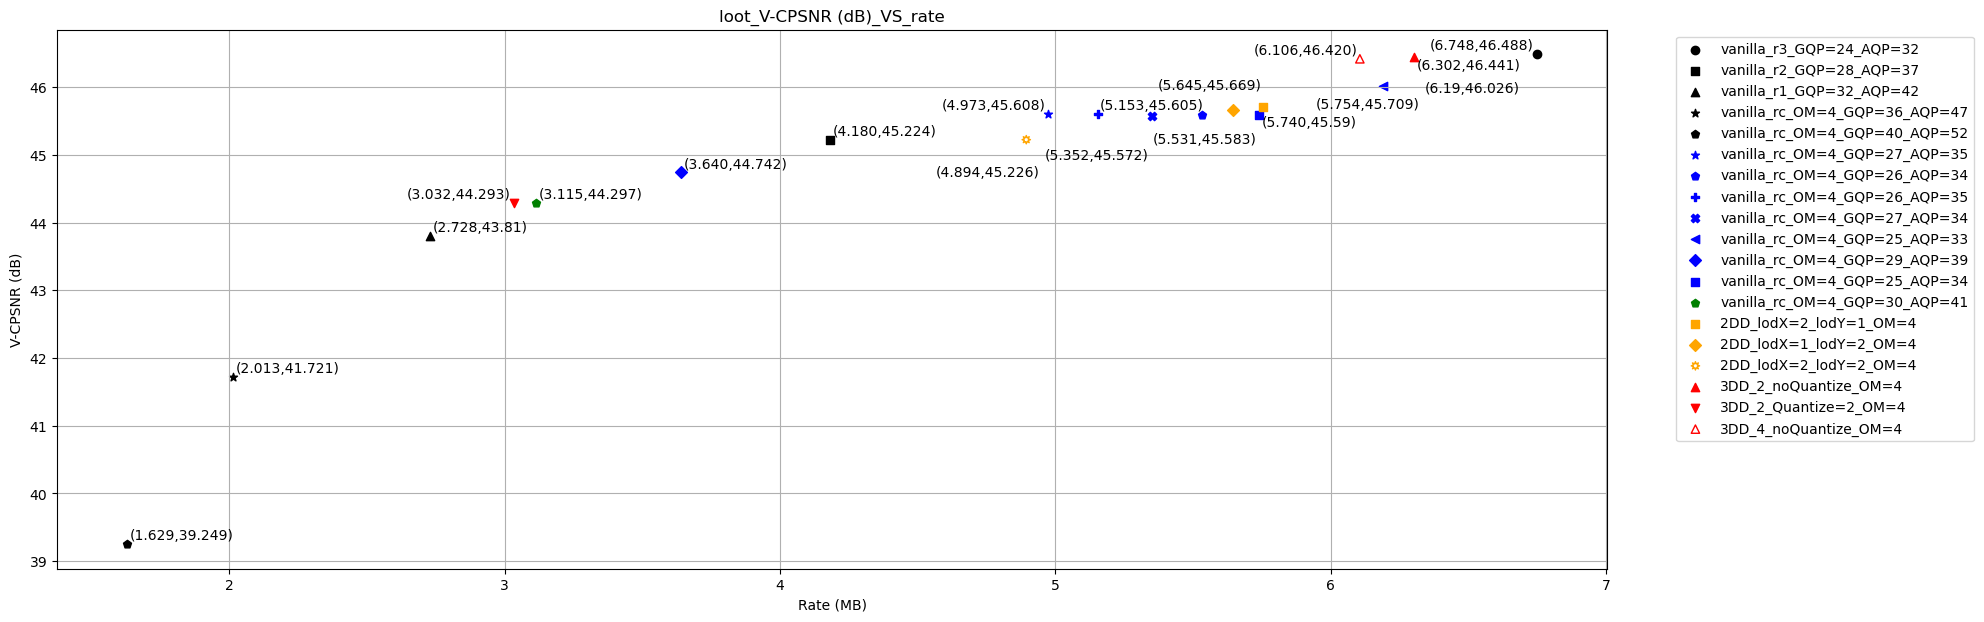 loot_V-CPSNR (dB)_VS_rate
(6.106,46.420)
(6.748,46.488)
(6.302,46.441)
(5.645,45.669)
(6.19,46.026)
(4.973,45.608)
(5.153,45.605)
(5.754,45.709)
(5.740,45.59)
(4.180,45.224)
(5.531,45.583)
(5.352,45.572)
(3.640,44.742)
(4.894,45.226)
(3.032,44.293)
(3.115,44.297)
(2.728,43.81)
(2.013,41.721)
(1.629,39.249)
V-CPSNR (dB)
46
45
44
43
42
41
40
39
2 3 4 5 6 7
Rate (MB)
vanilla_r3_GQP=24_AQP=32
vanilla_r2_GQP=28_AQP=37
vanilla_r1_GQP=32_AQP=42
vanilla_rc_OM=4_GQP=36_AQP=47
vanilla_rc_OM=4_GQP=40_AQP=52
vanilla_rc_OM=4_GQP=27_AQP=35
vanilla_rc_OM=4_GQP=26_AQP=34
vanilla_rc_OM=4_GQP=26_AQP=35
vanilla_rc_OM=4_GQP=27_AQP=34
vanilla_rc_OM=4_GQP=25_AQP=33
vanilla_rc_OM=4_GQP=29_AQP=39
vanilla_rc_OM=4_GQP=25_AQP=34
vanilla_rc_OM=4_GQP=30_AQP=41
2DD_lodX=2_lodY=1_OM=4
2DD_lodX=1_lodY=2_OM=4
2DD_lodX=2_lodY=2_OM=4
3DD_2_noQuantize_OM=4
3DD_2_Quantize=2_OM=4
3DD_4_noQuantize_OM=4